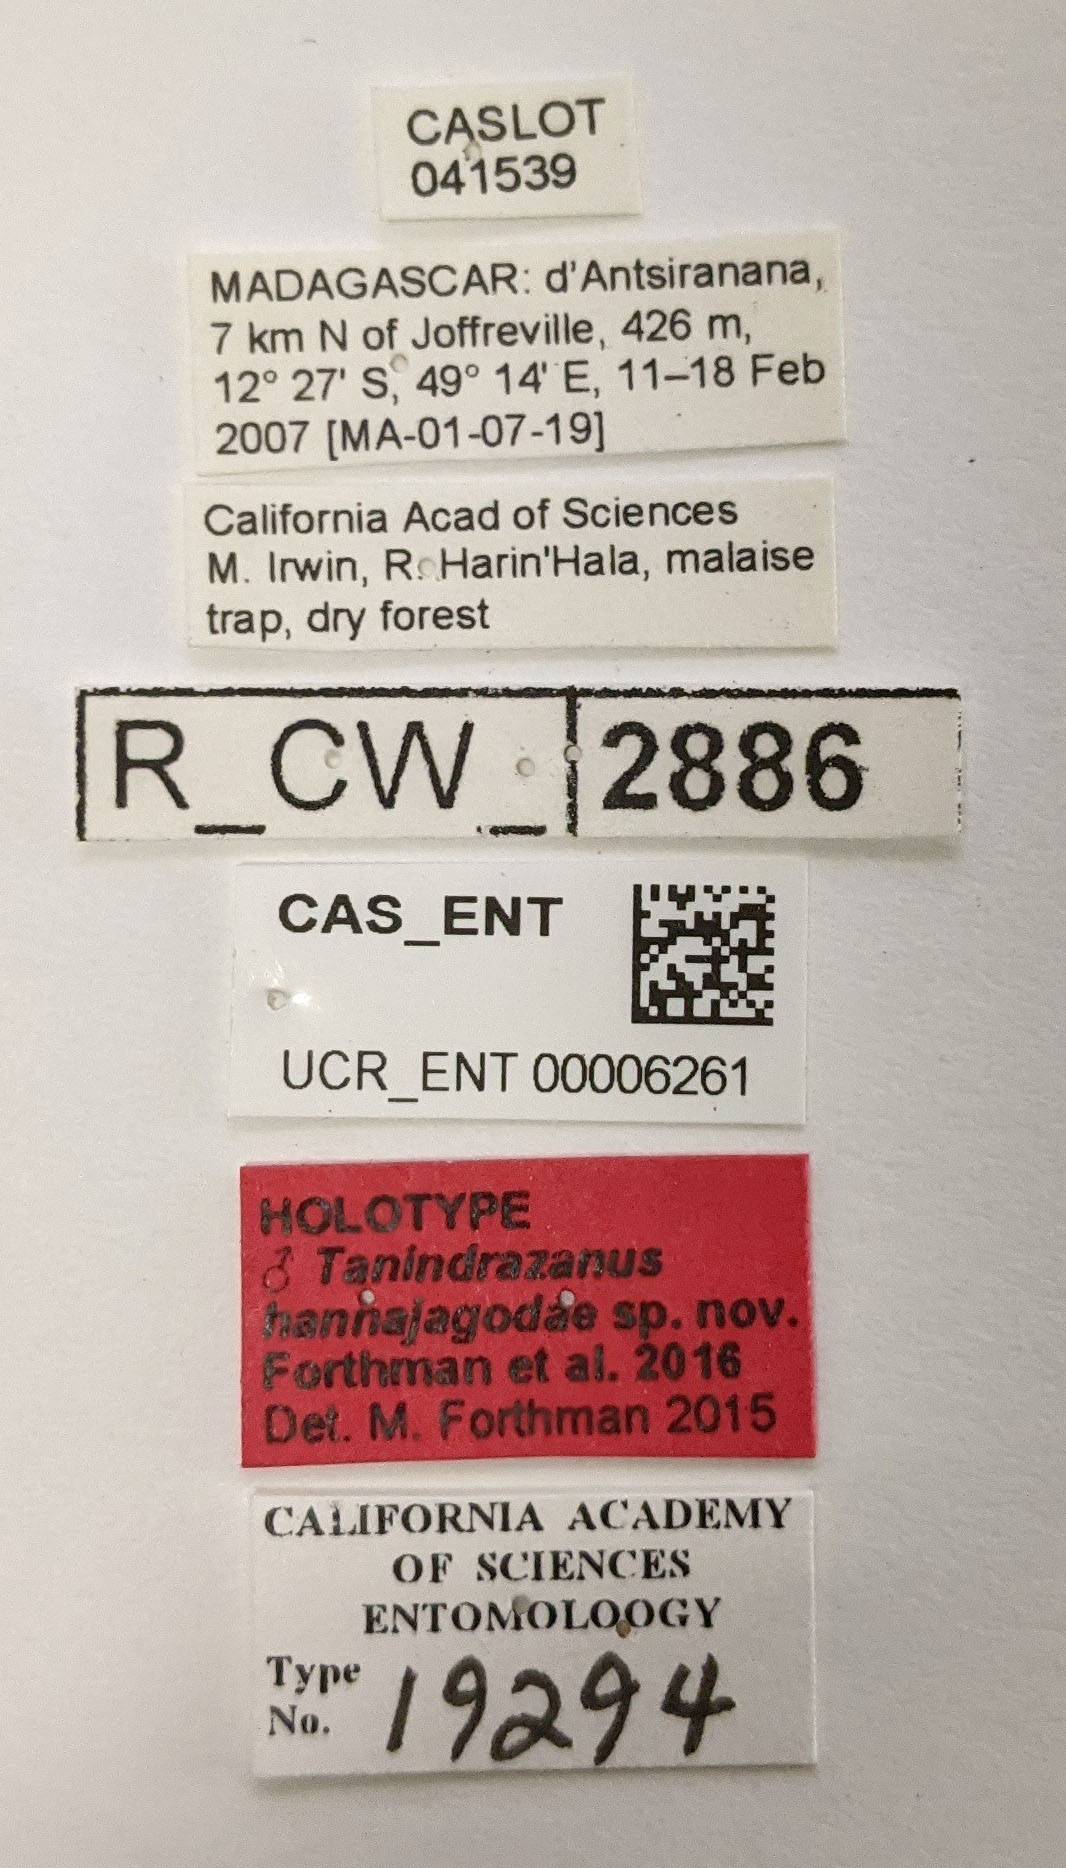 CASLOT
041539
MADAGASCAR: d'Antsiranana,
7 km N of Joffreville, 426 m,
12° 27' S, 49° 14' E, 11–18 Feb
2007 [MA-01-07-19]
California Acad of Sciences
M. Irwin, R. Harin'Hala, malaise
trap, dry forest
R_CW_ 2886
CAS_ENT
UCR_ENT 00006261
HOLOTYPE
♂ Tanindrazanus
hannajagodae sp. nov.
Forthman et al. 2016
Det. M. Forthman 2015
CALIFORNIA ACADEMY
OF SCIENCES
ENTOMOLOOGY
Type 19294
No.